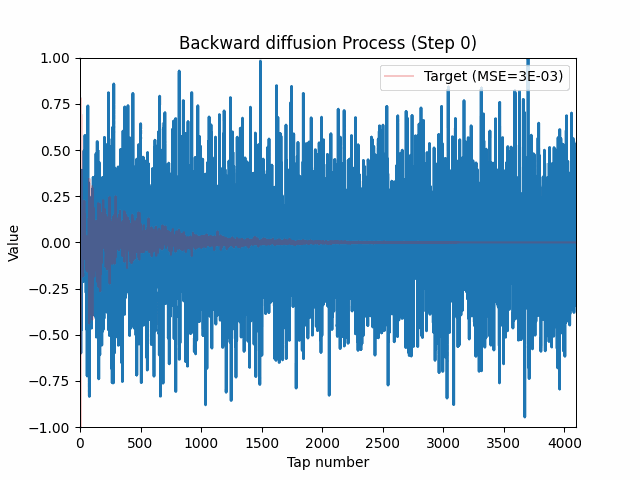 Backward diffusion Process (Step 0)
Target (MSE=3E-03)
1.00
0.75
0.50
0.25
0.00
−0.25
−0.50
−0.75
−1.00
Value
0 500 1000 1500 2000 2500 3000 3500 4000
Tap number